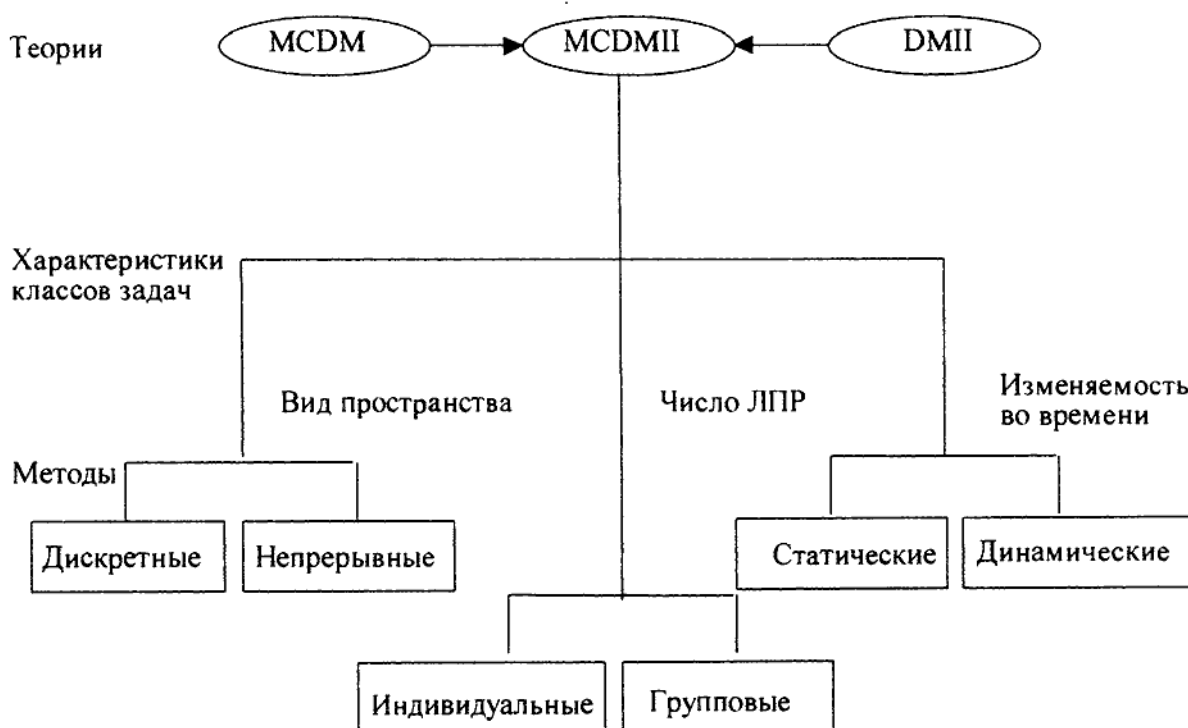 Теории
MCDM
MCDMII
DMII
Характеристики
классов задач
Вид пространства
Число ЛПР
Изменяемость
во времени
Методы
Дискретные
Непрерывные
Статические
Динамические
Индивидуальные
Групповые